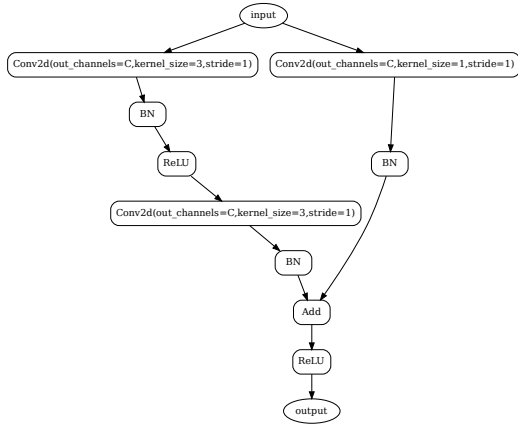 input
Conv2d(out_channels=C,kernel_size=3,stride=1)
Conv2d(out_channels=C,kernel_size=1,stride=1)
BN
ReLU
BN
Conv2d(out_channels=C,kernel_size=3,stride=1)
BN
Add
ReLU
output